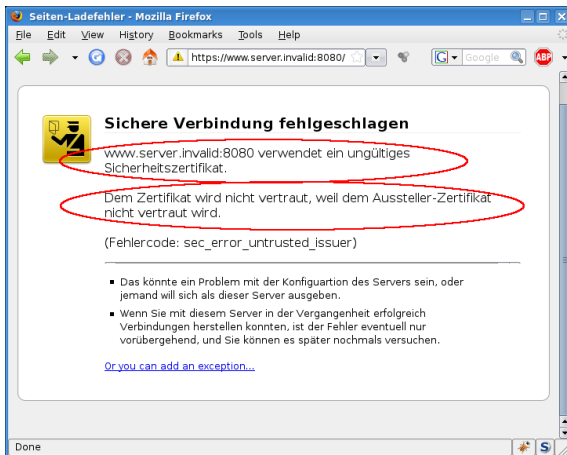 Seiten-Ladefehler - Mozilla Firefox
File Edit View History Bookmarks Tools Help
https://www.server.invalid:8080/ G Google ABP
Sichere Verbindung fehlgeschlagen
www.server.invalid:8080 verwendet ein ungültiges
Sicherheitszertifikat.
Dem Zertifikat wird nicht vertraut, weil dem Aussteller-Zertifikat
nicht vertraut wird.
(Fehlercode: sec_error_untrusted_issuer)
Das könnte ein Problem mit der Konfiguartion des Servers sein, oder
jemand will sich als dieser Server ausgeben.
Wenn Sie mit diesem Server in der Vergangenheit erfolgreich
Verbindungen herstellen konnten, ist der Fehler eventuell nur
vorübergehend, und Sie können es später nochmals versuchen.
Or you can add an exception...
Done S